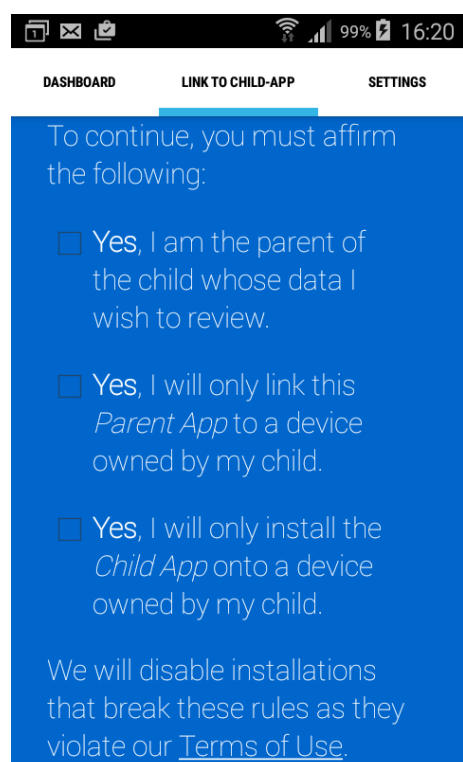 1 99% 16:20
DASHBOARD LINK TO CHILD-APP SETTINGS
To continue, you must affirm
the following:
Yes, I am the parent of
the child whose data I
wish to review.
Yes, I will only link this
Parent App to a device
owned by my child.
Yes, I will only install the
Child App onto a device
owned by my child.
We will disable installations
that break these rules as they
violate our Terms of Use.